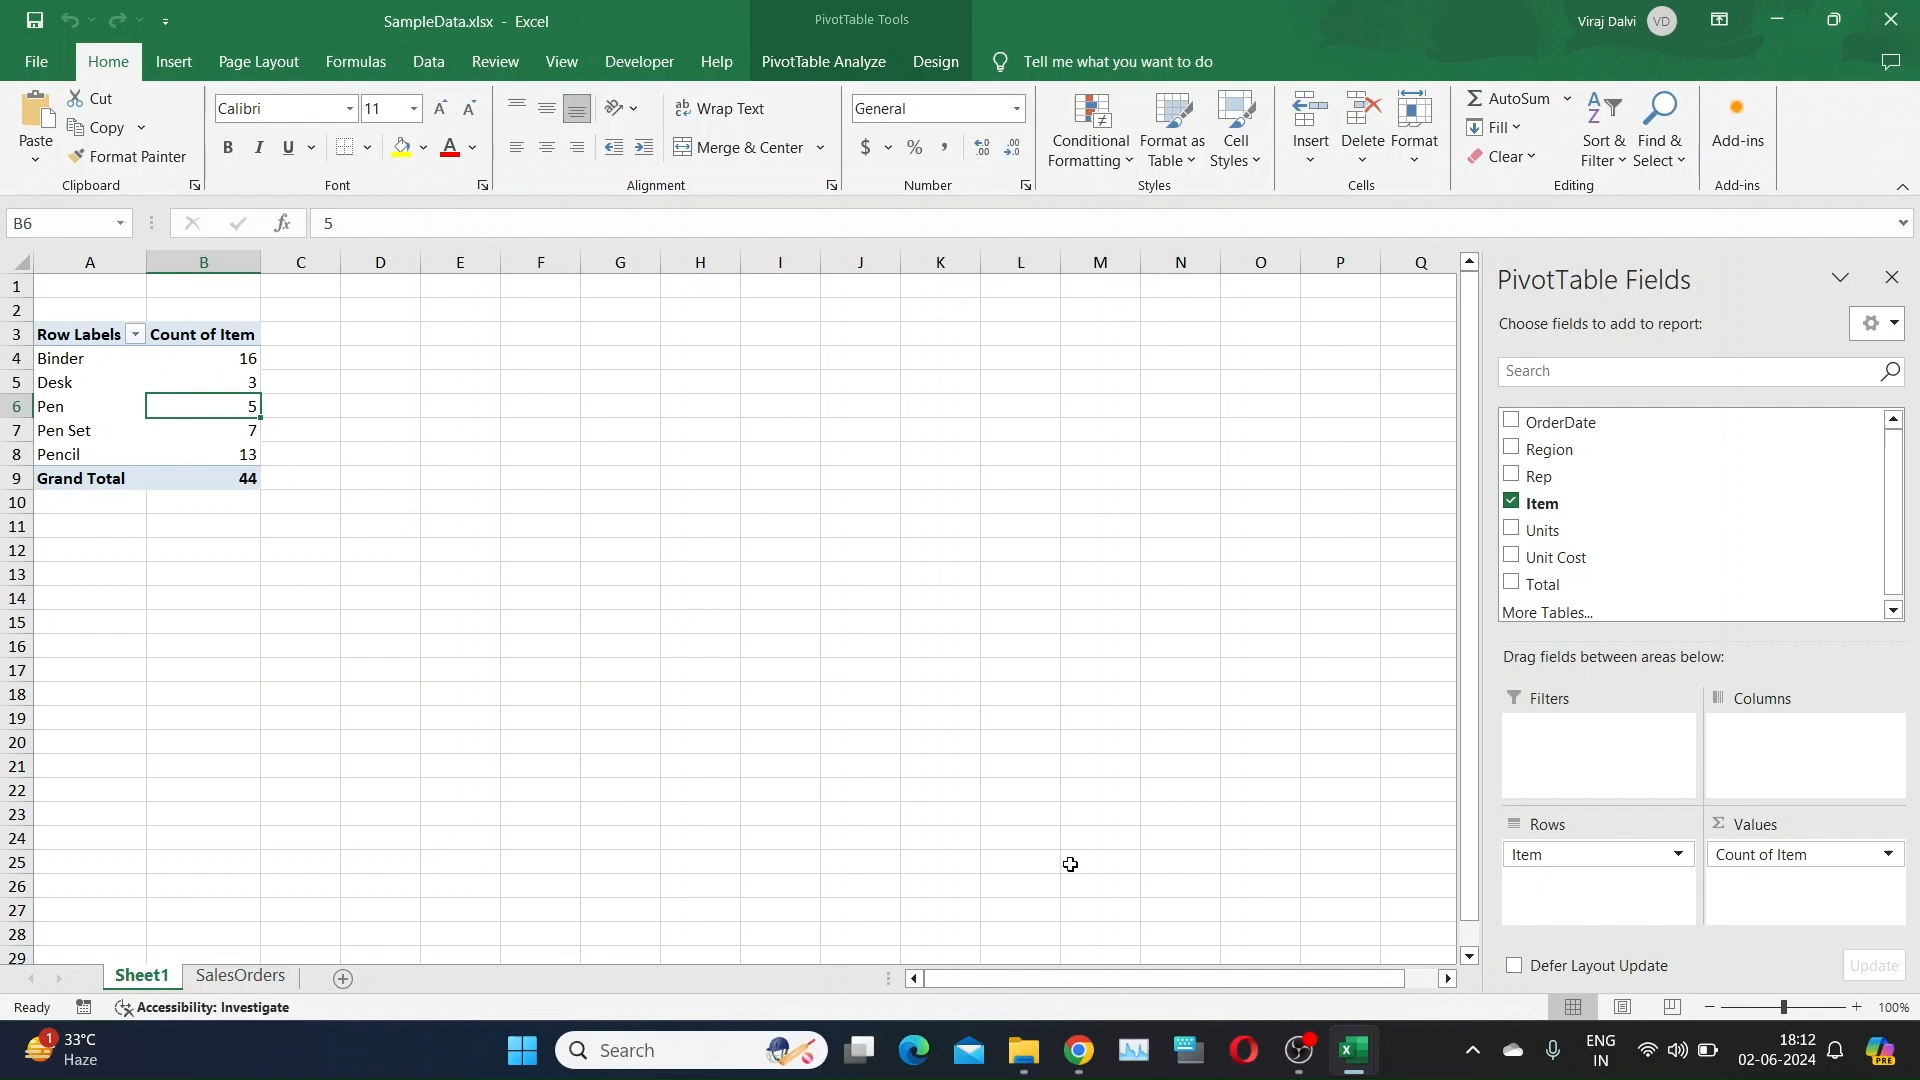 SampleData.xlsx - Excel
PivotTable Tools
Viraj Dalvi
VD
File
Home
Insert
Page Layout
Formulas
Data
Review
View
Developer
Help
PivotTable Analyze
Design
Tell me what you want to do
Paste
Cut
Copy
Format Painter
Clipboard
Calibri
11
B I U
Font
Wrap Text
Merge & Center
Alignment
General
$ % ,
Number
Conditional Formatting
Format as Table
Cell Styles
Styles
Insert
Delete
Format
Cells
AutoSum
Fill
Clear
Sort & Filter
Find & Select
Editing
Add-ins
Add-ins
B6
fx
5
A B C D E F G H I J K L M N O P Q
1
2
3 Row Labels Count of Item
4 Binder 16
5 Desk 3
6 Pen 5
7 Pen Set 7
8 Pencil 13
9 Grand Total 44
10
11
12
13
14
15
16
17
18
19
20
21
22
23
24
25
26
27
28
29
PivotTable Fields
Choose fields to add to report:
Search
OrderDate
Region
Rep
Item
Units
Unit Cost
Total
More Tables...
Drag fields between areas below:
Filters
Columns
Rows
Values
Item
Count of Item
Defer Layout Update
Update
Sheet1
SalesOrders
Ready
Accessibility: Investigate
100%
1
33°C
Haze
Search
ENG
IN
18:12
02-06-2024
PRE